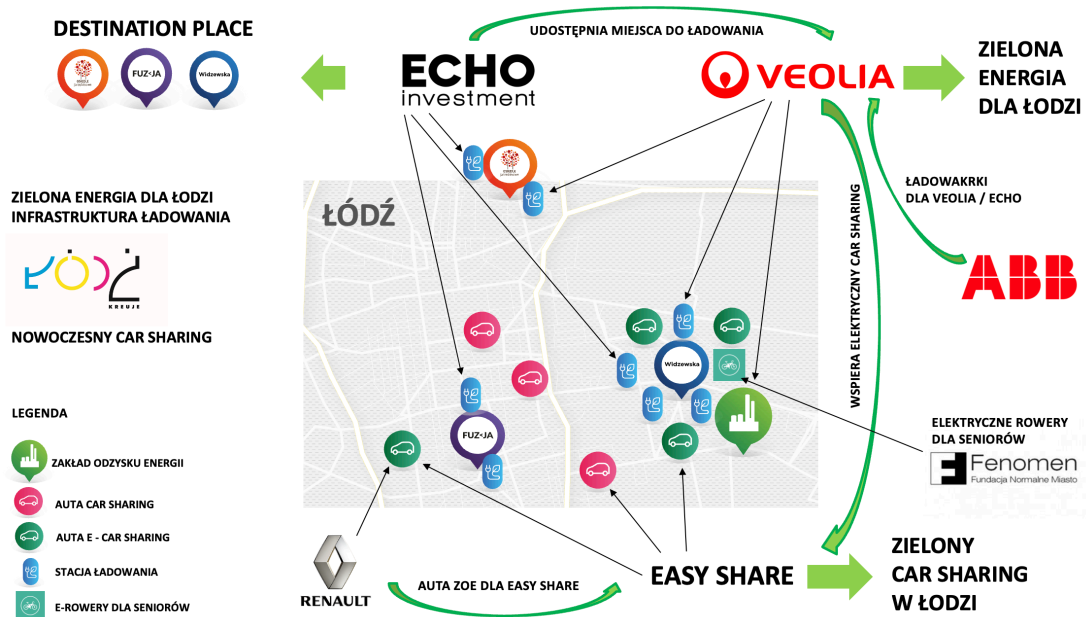 DESTINATION PLACE
FUZJA
Widzewska
UDOSTĘPNIA MIEJSCA DO ŁADOWANIA
ECHO
investment
VEOLIA
ZIELONA
ENERGIA
DLA ŁODZI
ZIELONA ENERGIA DLA ŁODZI
INFRASTRUKTURA ŁADOWANIA
KREUJE
NOWOCZESNY CAR SHARING
ŁÓDŹ
Widzewska
FUZJA
ŁADOWAKRKI
DLA VEOLIA / ECHO
ABB
WSPIERA ELEKTRYCZNY CAR SHARING
ELEKTRYCZNE ROWERY
DLA SENIORÓW
Fenomen
Fundacja Normalne Miasto
LEGENDA
ZAKŁAD ODZYSKU ENERGII
AUTA CAR SHARING
AUTA E - CAR SHARING
STACJA ŁADOWANIA
E-ROWERY DLA SENIORÓW
RENAULT
AUTA ZOE DLA EASY SHARE
EASY SHARE
ZIELONY
CAR SHARING
W ŁODZI